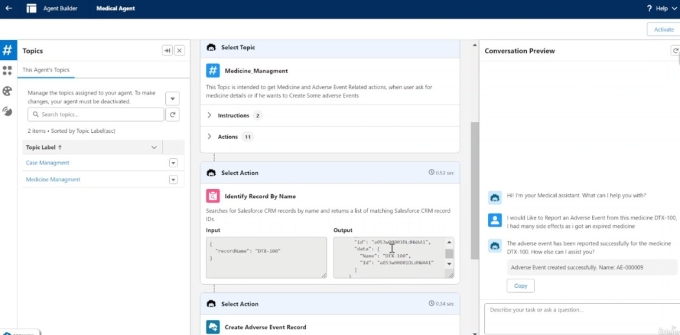 Agent Builder
Medical Agent
? Help
Activate
Topics
This Agent's Topics
Manage the topics assigned to your agent. To make
changes, your agent must be deactivated.
Search topics...
2 items • Sorted by Topic Label(asc)
Topic Label ↑
Case Managment
Medicine Managment
Select Topic
Medicine_Managment
This Topic is intended to get Medicine and Adverse Event Related actions, when user ask for
medicine details or if he wants to Create Some adverse Events
Instructions 2
Actions 11
Select Action
0.52 sec
Identify Record By Name
Searches for Salesforce CRM records by name and returns a list of matching Salesforce CRM record
IDs.
Input
Output
{
"recordName": "DTX-100"
}
"data": {
"Name": "DTX-100",
}
Select Action
0.34 sec
Create Adverse Event Record
Conversation Preview
Hi! I'm your Medical assistant. What can I help you with?
I would Like to Report an Adverse Event from this medicine DTX-100,
I had many side effects as I got an expired medicine
The adverse event has been reported successfully for the medicine
DTX-100. How else can I assist you?
Adverse Event created successfully. Name: AE-000009
Copy
Describe your task or ask a question...